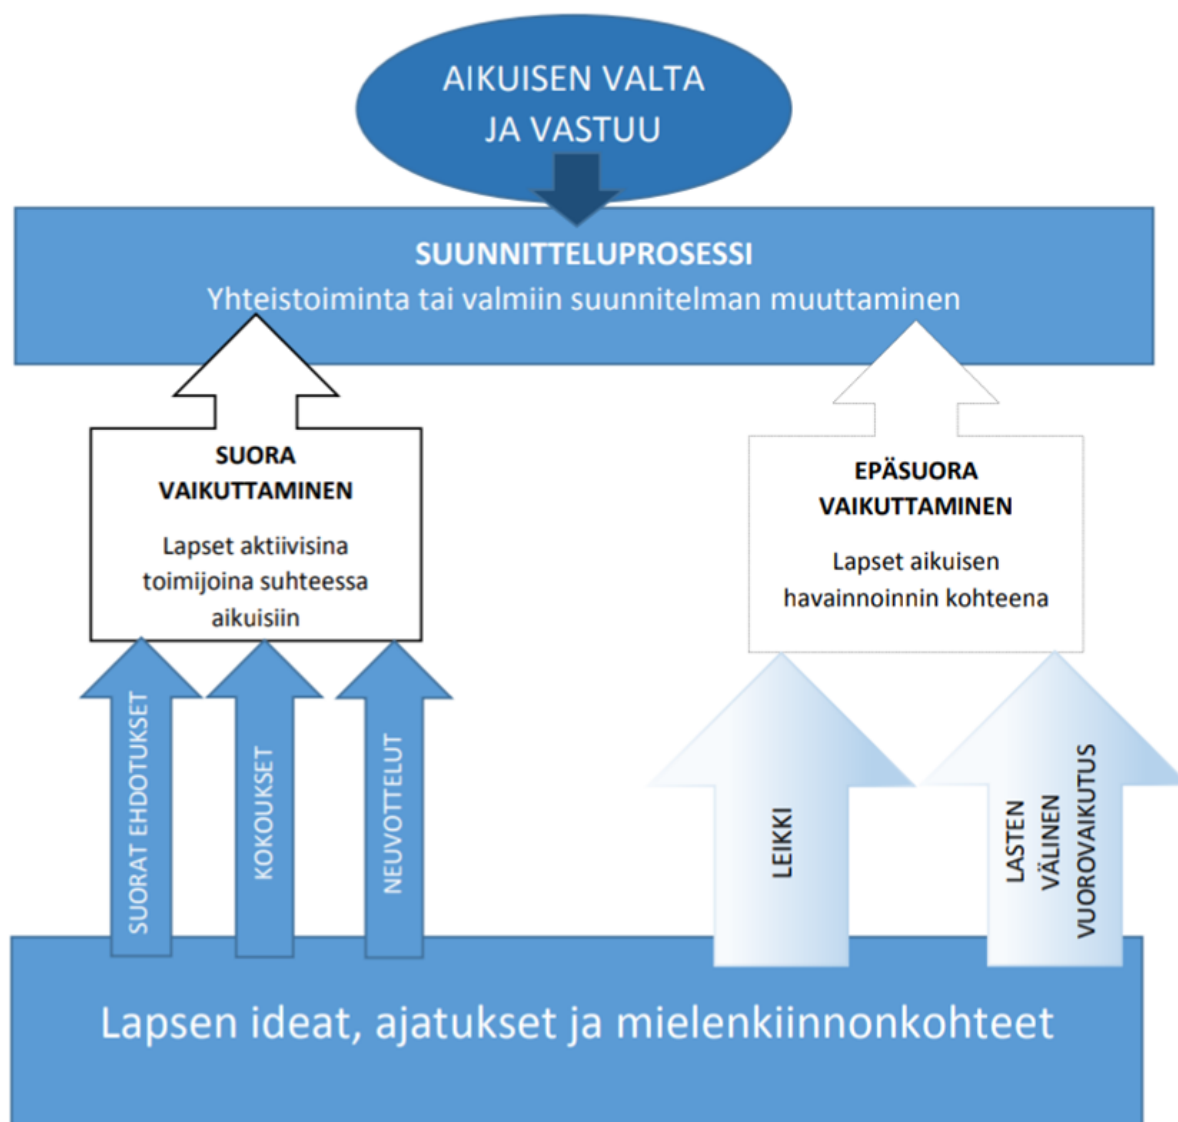 AIKUISEN VALTA
JA VASTUU
SUUNNITTELUPROSESSI
Yhteistoiminta tai valmiin suunnitelman muuttaminen
SUORA
VAIKUTTAMINEN
Lapset aktiivisina
toimijoina suhteessa
aikuisiin
EPÄSUORA
VAIKUTTAMINEN
Lapset aikuisen
havainnoinnin kohteena
SUORAT EHDOTUKSET
KOKOUKSET
NEUVOTTELUT
LEIKKI
LASTEN
VÄLINEN
VUOROVAIKUTUS
Lapsen ideat, ajatukset ja mielenkiinnonkohteet